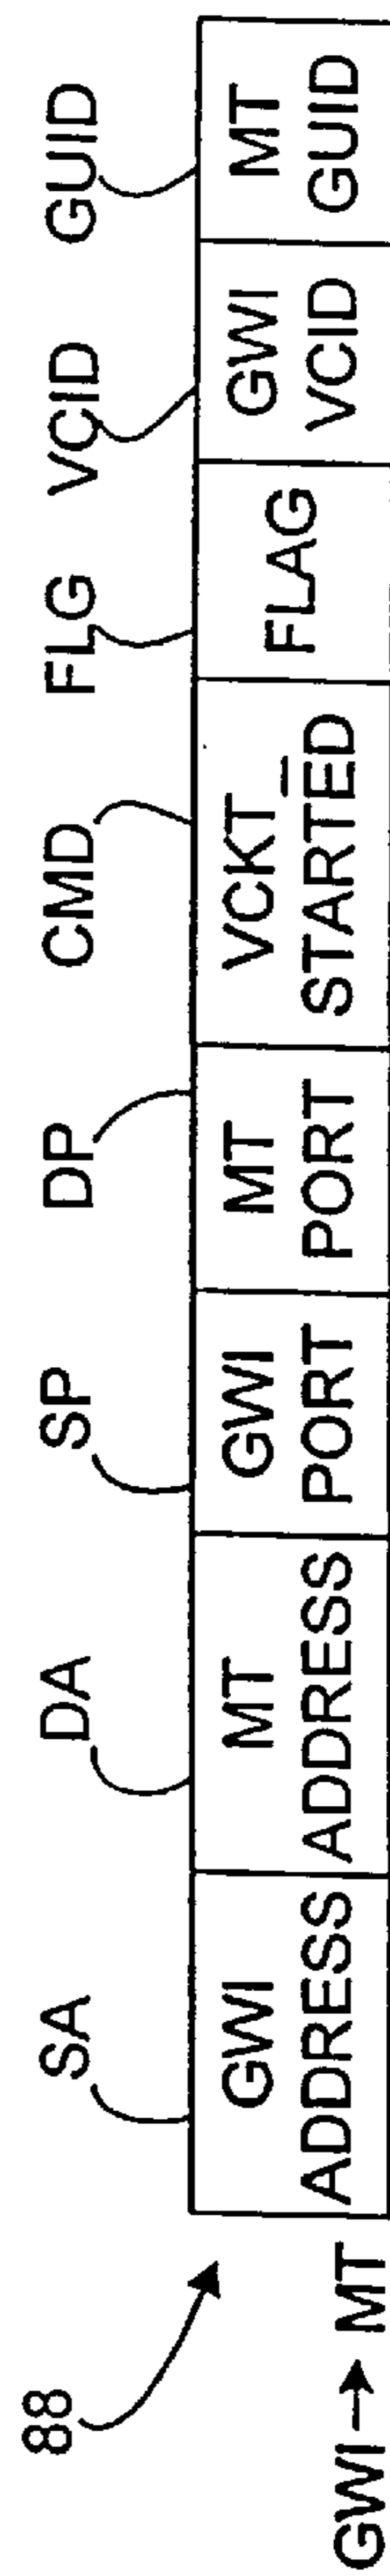 88
SA DA SP DP CMD FLG VCID GUID
GWI MT GWI MT VCKT_ FLAG GWI MT
ADDRESS ADDRESS PORT PORT STARTED VCID GUID
GWI → MT